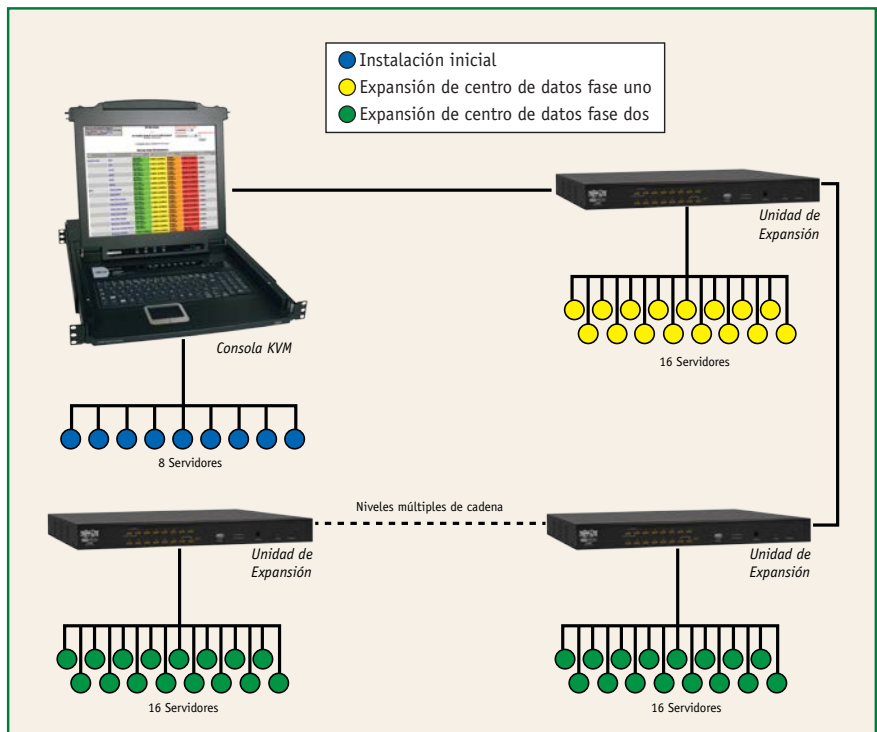 Instalación inicial
Expansión de centro de datos fase uno
Expansión de centro de datos fase dos
Unidad de
Expansión
Consola KVM
16 Servidores
8 Servidores
Niveles múltiples de cadena
Unidad de
Expansión
Unidad de
Expansión
16 Servidores
16 Servidores